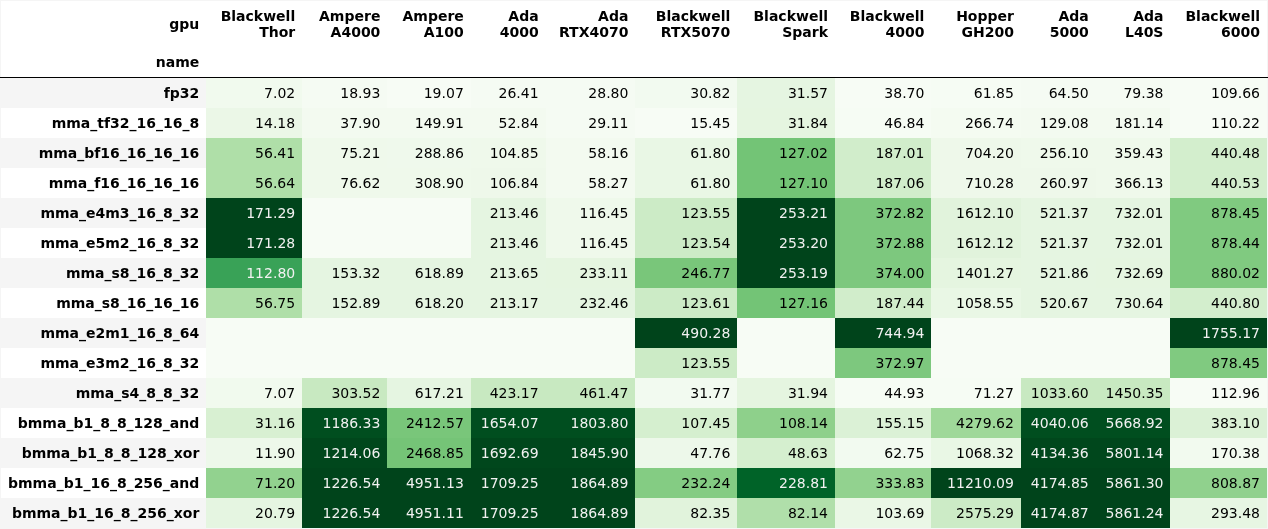 gpu Blackwell Thor Ampere A4000 Ampere A100 Ada 4000 Ada RTX4070 Blackwell RTX5070 Blackwell Spark Blackwell 4000 Hopper GH200 Ada 5000 Ada L40S Blackwell 6000
name
fp32 7.02 18.93 19.07 26.41 28.80 30.82 31.57 38.70 61.85 64.50 79.38 109.66
mma_tf32_16_16_8 14.18 37.90 149.91 52.84 29.11 15.45 31.84 46.84 266.74 129.08 181.14 110.22
mma_bf16_16_16_16 56.41 75.21 288.86 104.85 58.16 61.80 127.02 187.01 704.20 256.10 359.43 440.48
mma_f16_16_16_16 56.64 76.62 308.90 106.84 58.27 61.80 127.10 187.06 710.28 260.97 366.13 440.53
mma_e4m3_16_8_32 171.29 213.46 116.45 123.55 253.21 372.82 1612.10 521.37 732.01 878.45
mma_e5m2_16_8_32 171.28 213.46 116.45 123.54 253.20 372.88 1612.12 521.37 732.01 878.44
mma_s8_16_8_32 112.80 153.32 618.89 213.65 233.11 246.77 253.19 374.00 1401.27 521.86 732.69 880.02
mma_s8_16_16_16 56.75 152.89 618.20 213.17 232.46 123.61 127.16 187.44 1058.55 520.67 730.64 440.80
mma_e2m1_16_8_64 490.28 744.94 1755.17
mma_e3m2_16_8_32 123.55 372.97 878.45
mma_s4_8_8_32 7.07 303.52 617.21 423.17 461.47 31.77 31.94 44.93 71.27 1033.60 1450.35 112.96
bmma_b1_8_8_128_and 31.16 1186.33 2412.57 1654.07 1803.80 107.45 108.14 155.15 4279.62 4040.06 5668.92 383.10
bmma_b1_8_8_128_xor 11.90 1214.06 2468.85 1692.69 1845.90 47.76 48.63 62.75 1068.32 4134.36 5801.14 170.38
bmma_b1_16_8_256_and 71.20 1226.54 4951.13 1709.25 1864.89 232.24 228.81 333.83 11210.09 4174.85 5861.30 808.87
bmma_b1_16_8_256_xor 20.79 1226.54 4951.11 1709.25 1864.89 82.35 82.14 103.69 2575.29 4174.87 5861.24 293.48